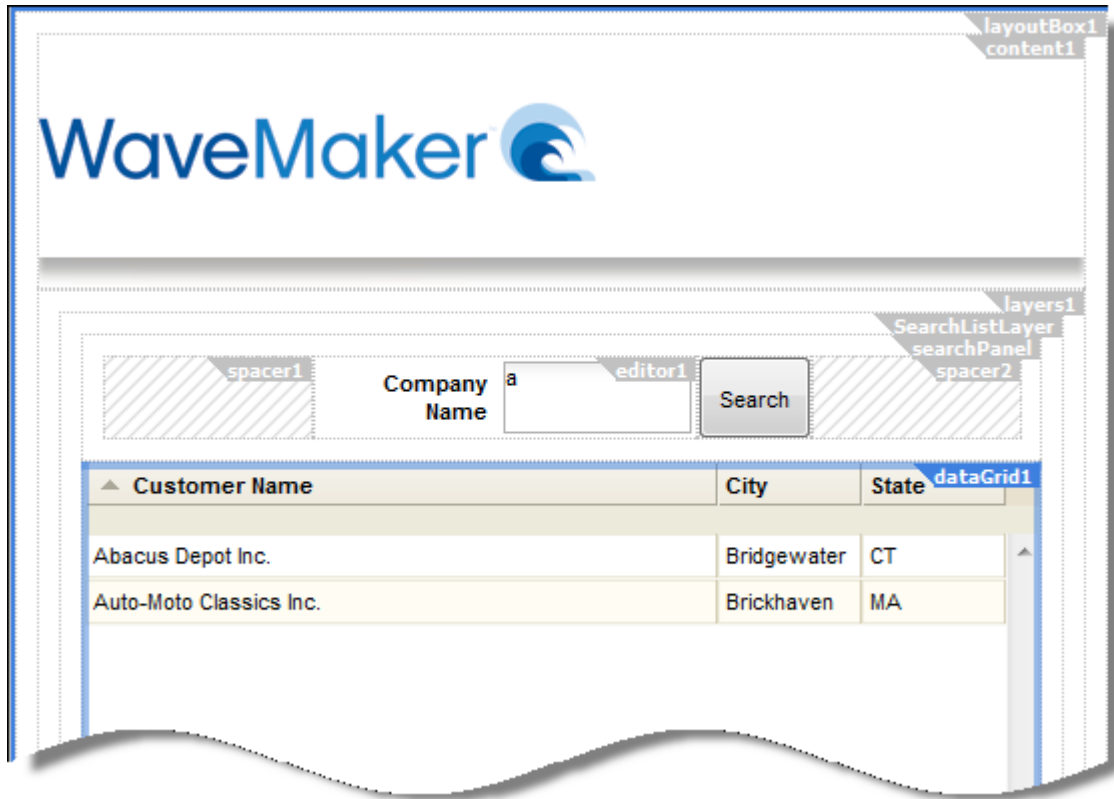 layoutBox1
content1
WaveMaker
layers1
SearchListLayer
searchPanel
spacer1 editor1 spacer2
Company Name a Search
Customer Name City State dataGrid1
Abacus Depot Inc. Bridgewater CT
Auto-Moto Classics Inc. Brickhaven MA